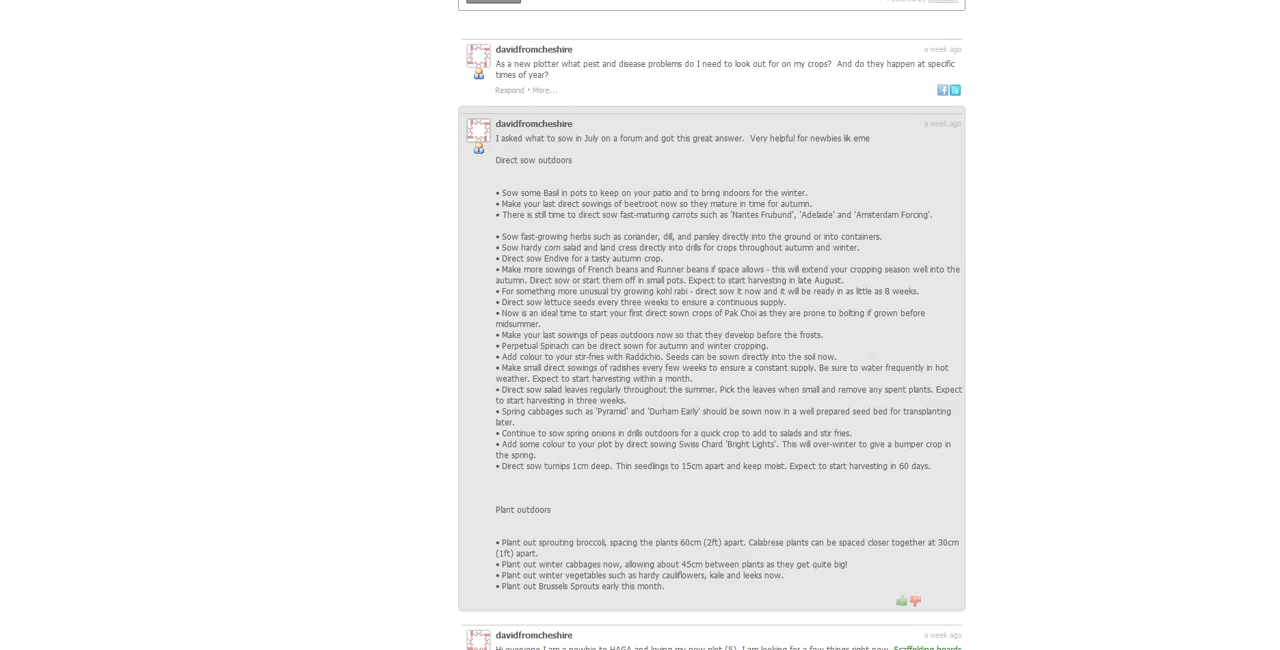 davidfromcheshire
a week ago
As a new plotter what pest and disease problems do I need to look out for on my crops?  And do they happen at specific
times of year?
Respond · More...
davidfromcheshire
a week ago
I asked what to sow in July on a forum and got this great answer.  Very helpful for newbies lik eme
Direct sow outdoors
• Sow some Basil in pots to keep on your patio and to bring indoors for the winter.
• Make your last direct sowings of beetroot now so they mature in time for autumn.
• There is still time to direct sow fast-maturing carrots such as 'Nantes Frubund', 'Adelaide' and 'Amsterdam Forcing'.
• Sow fast-growing herbs such as coriander, dill, and parsley directly into the ground or into containers.
• Sow hardy corn salad and land cress directly into drills for crops throughout autumn and winter.
• Direct sow Endive for a tasty autumn crop.
• Make more sowings of French beans and Runner beans if space allows - this will extend your cropping season well into the
autumn. Direct sow or start them off in small pots. Expect to start harvesting in late August.
• For something more unusual try growing kohl rabi - direct sow it now and it will be ready in as little as 8 weeks.
• Direct sow lettuce seeds every three weeks to ensure a continuous supply.
• Now is an ideal time to start your first direct sown crops of Pak Choi as they are prone to bolting if grown before
midsummer.
• Make your last sowings of peas outdoors now so that they develop before the frosts.
• Perpetual Spinach can be direct sown for autumn and winter cropping.
• Add colour to your stir-fries with Raddichio. Seeds can be sown directly into the soil now.
• Make small direct sowings of radishes every few weeks to ensure a constant supply. Be sure to water frequently in hot
weather. Expect to start harvesting within a month.
• Direct sow salad leaves regularly throughout the summer. Pick the leaves when small and remove any spent plants. Expect
to start harvesting in three weeks.
• Spring cabbages such as 'Pyramid' and 'Durham Early' should be sown now in a well prepared seed bed for transplanting
later.
• Continue to sow spring onions in drills outdoors for a quick crop to add to salads and stir fries.
• Add some colour to your plot by direct sowing Swiss Chard 'Bright Lights'. This will over-winter to give a bumper crop in
the spring.
• Direct sow turnips 1cm deep. Thin seedlings to 15cm apart and keep moist. Expect to start harvesting in 60 days.
Plant outdoors
• Plant out sprouting broccoli, spacing the plants 60cm (2ft) apart. Calabrese plants can be spaced closer together at 30cm
(1ft) apart.
• Plant out winter cabbages now, allowing about 45cm between plants as they get quite big!
• Plant out winter vegetables such as hardy cauliflowers, kale and leeks now.
• Plant out Brussels Sprouts early this month.
davidfromcheshire
a week ago
Hi everyone I am a newbie to HAGA and loving my new plot (5). I am looking for a few things right now. Scaffolding boards